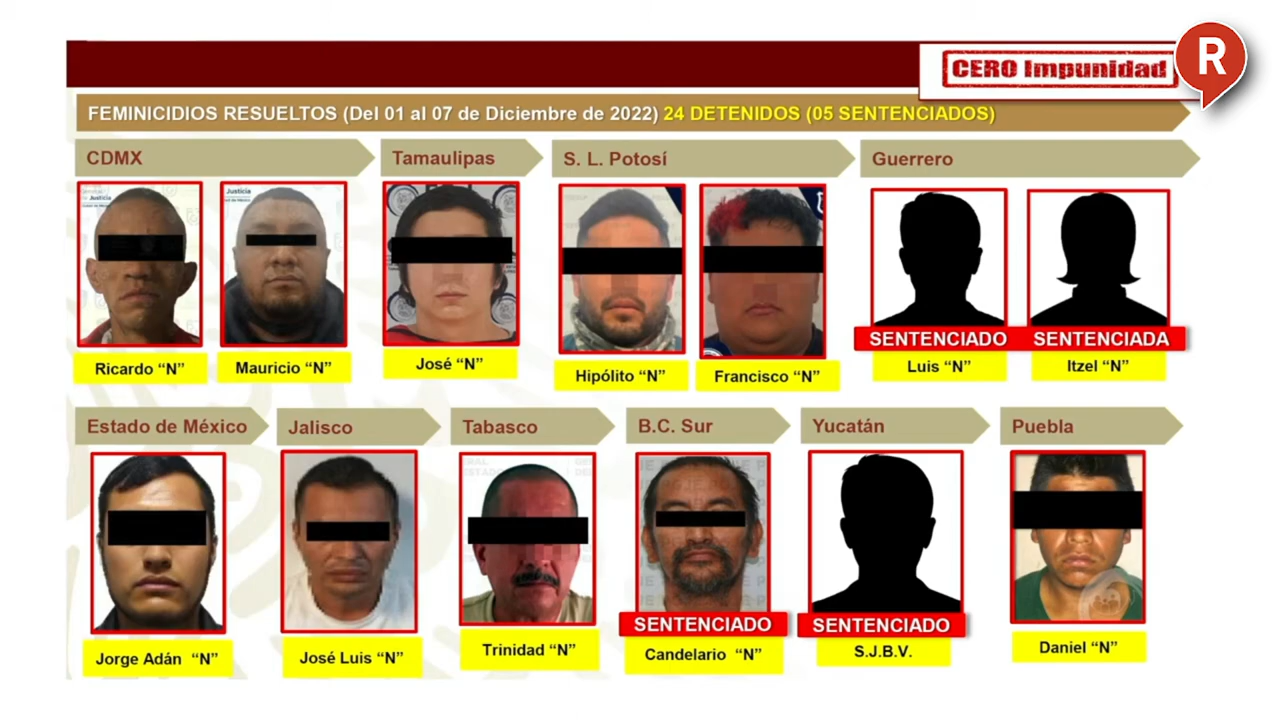 R
CERO Impunidad
FEMINICIDIOS RESUELTOS (Del 01 al 07 de Diciembre de 2022) 24 DETENIDOS (05 SENTENCIADOS)
CDMX
Tamaulipas
S. L. Potosí
Guerrero
Justicia
Justicia
SENTENCIADO
SENTENCIADA
Ricardo “N”
Mauricio “N”
José “N”
Hipólito “N”
Francisco “N”
Luis “N”
Itzel “N”
Estado de México
Jalisco
Tabasco
B.C. Sur
Yucatán
Puebla
SENTENCIADO
SENTENCIADO
Jorge Adán “N”
José Luis “N”
Trinidad “N”
Candelario “N”
S.J.B.V.
Daniel “N”